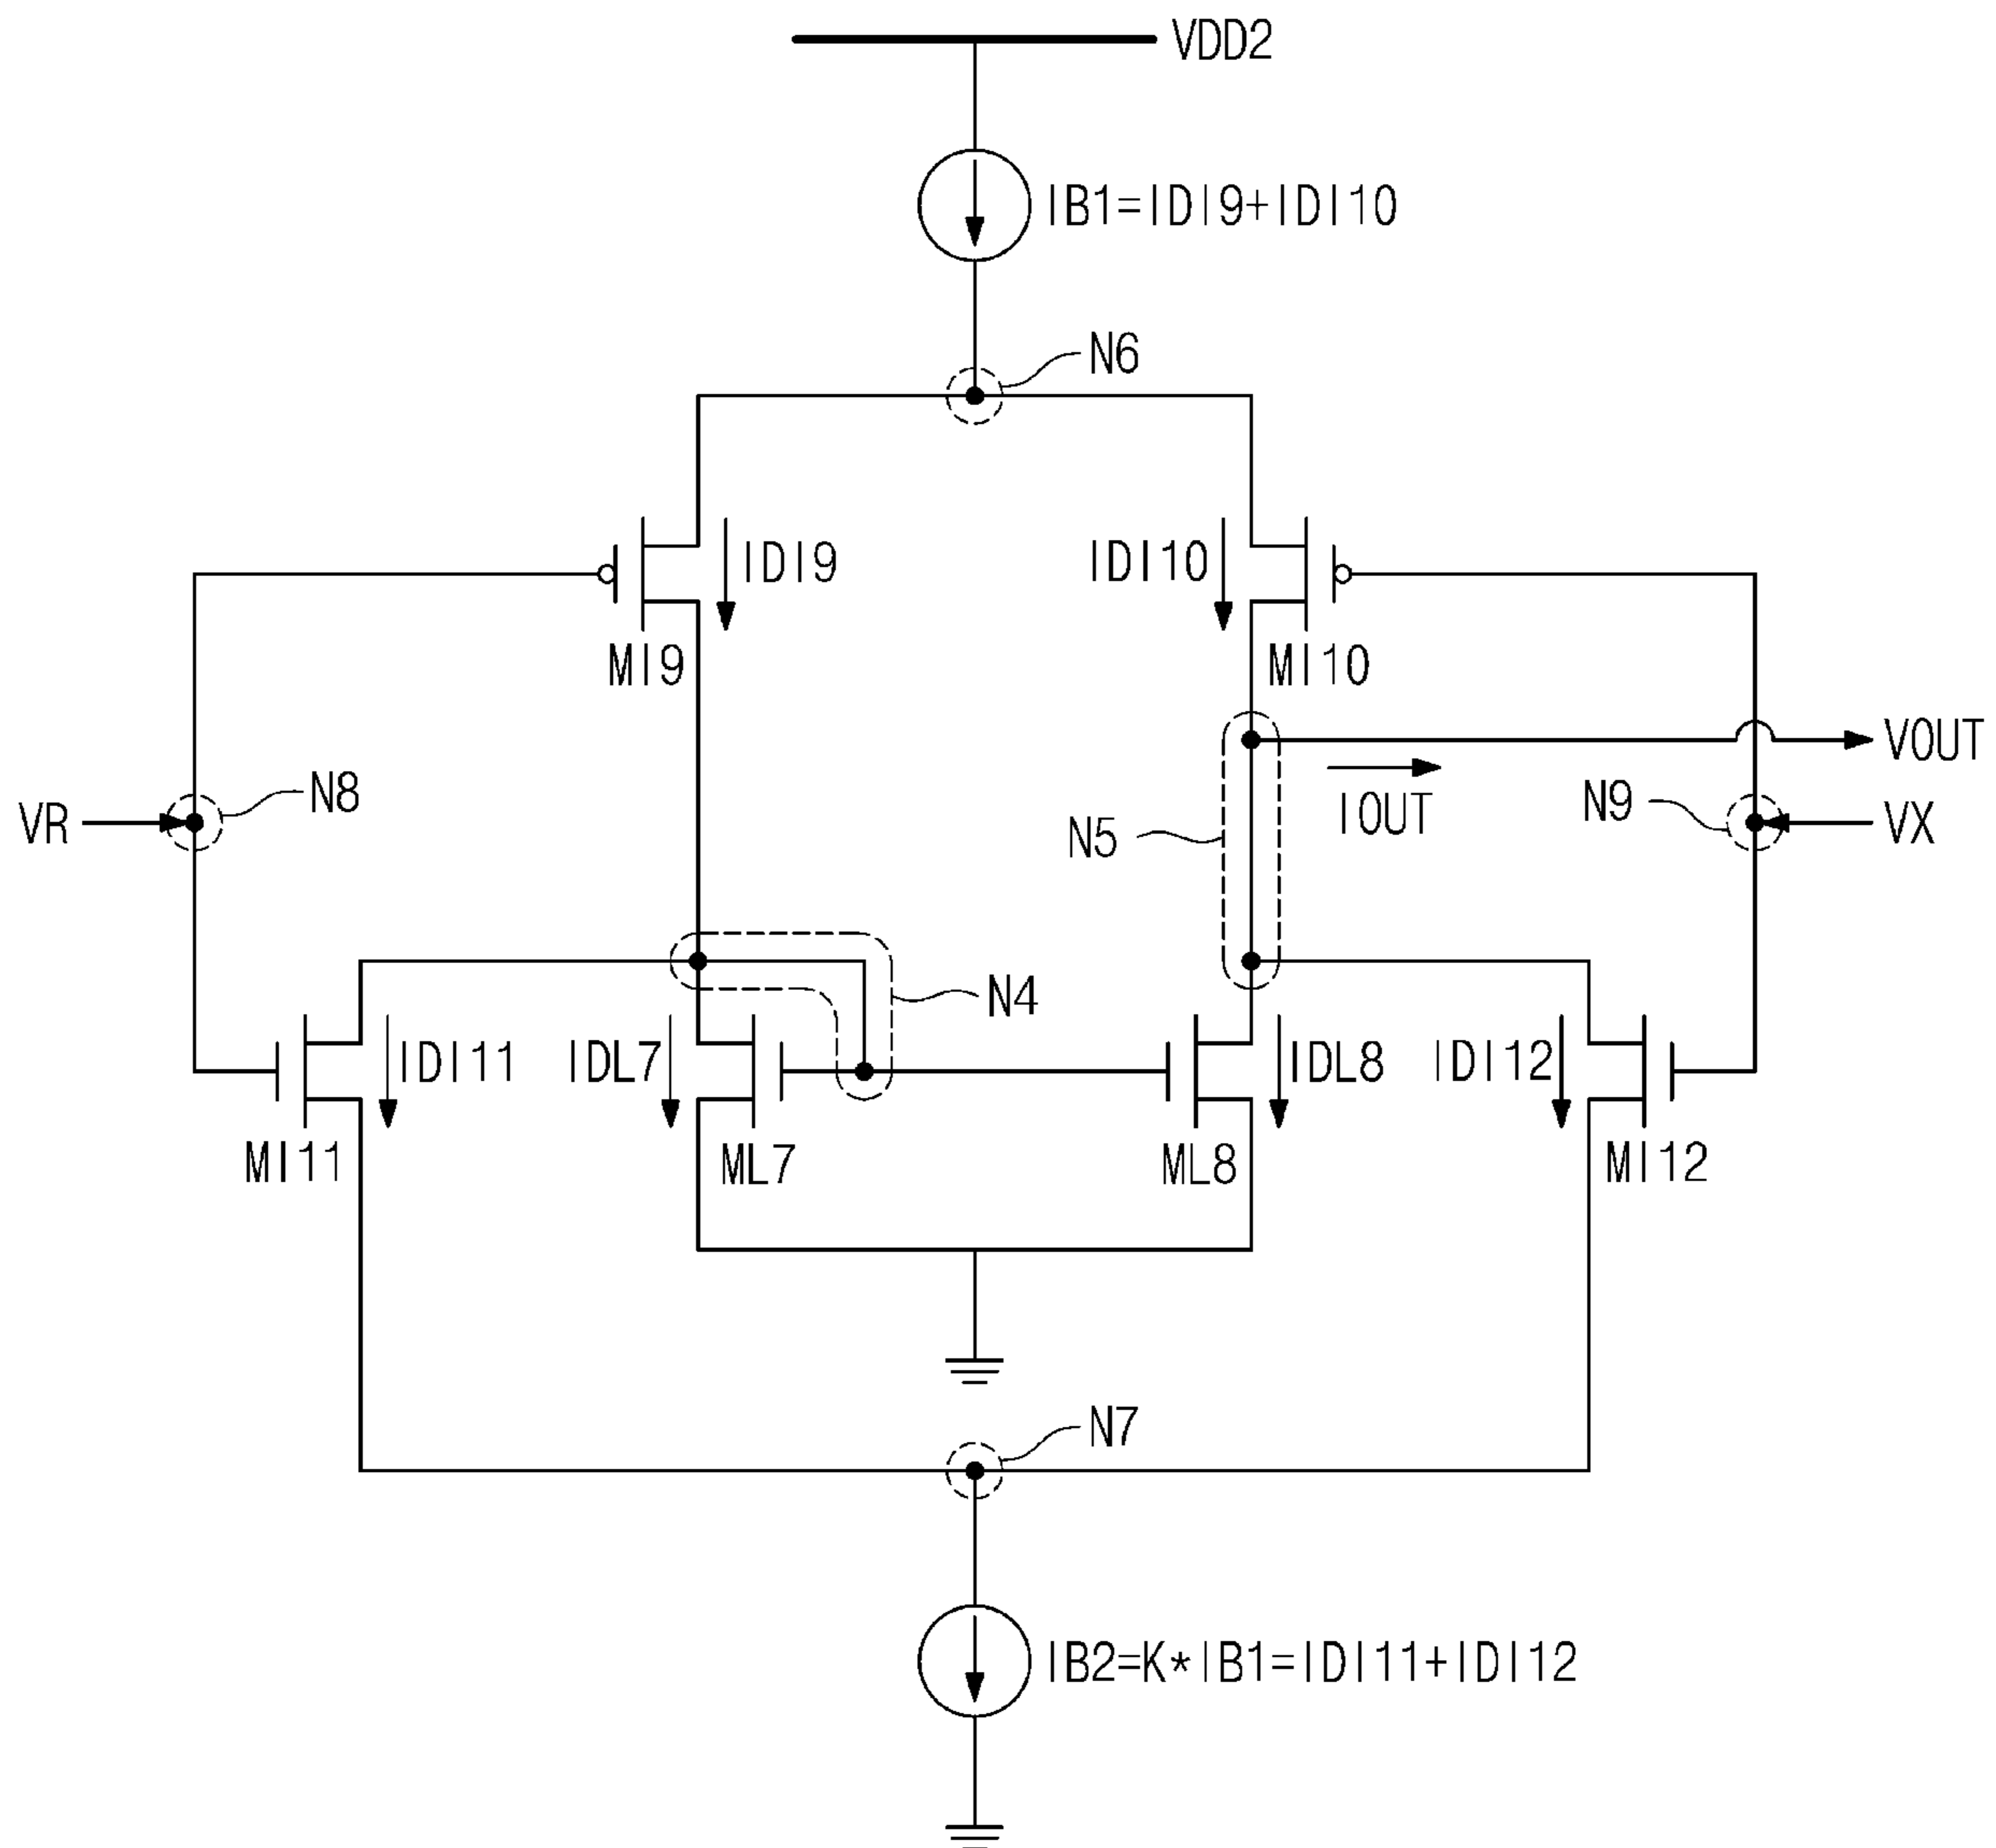 VDD2
IB1=IDI9+IDI10
N6
IDI9
IDI10
MI9
MI10
VOUT
N8
N9
VR
IOUT
VX
N5
N4
IDI11
IDL7
IDL8
IDI12
MI11
ML7
ML8
MI12
N7
IB2=K*IB1=IDI11+IDI12